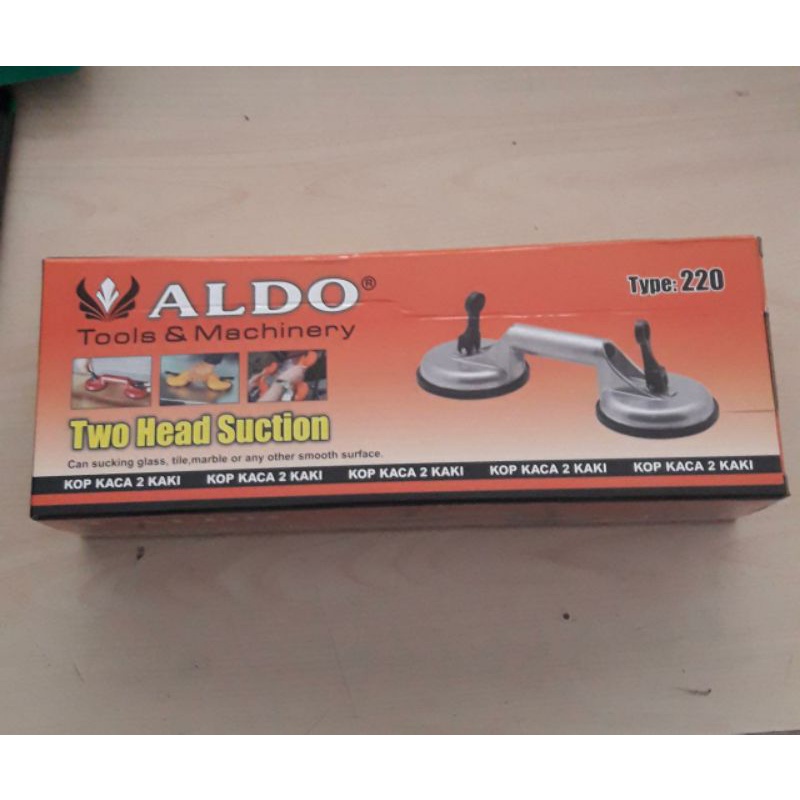 ALDO®
Type: 220
Tools & Machinery
Two Head Suction
Can sucking glass, tile,marble or any other smooth surface.
KOP KACA 2 KAKI KOP KACA 2 KAKI KOP KACA 2 KAKI KOP KACA 2 KAKI KOP KACA 2 KAKI